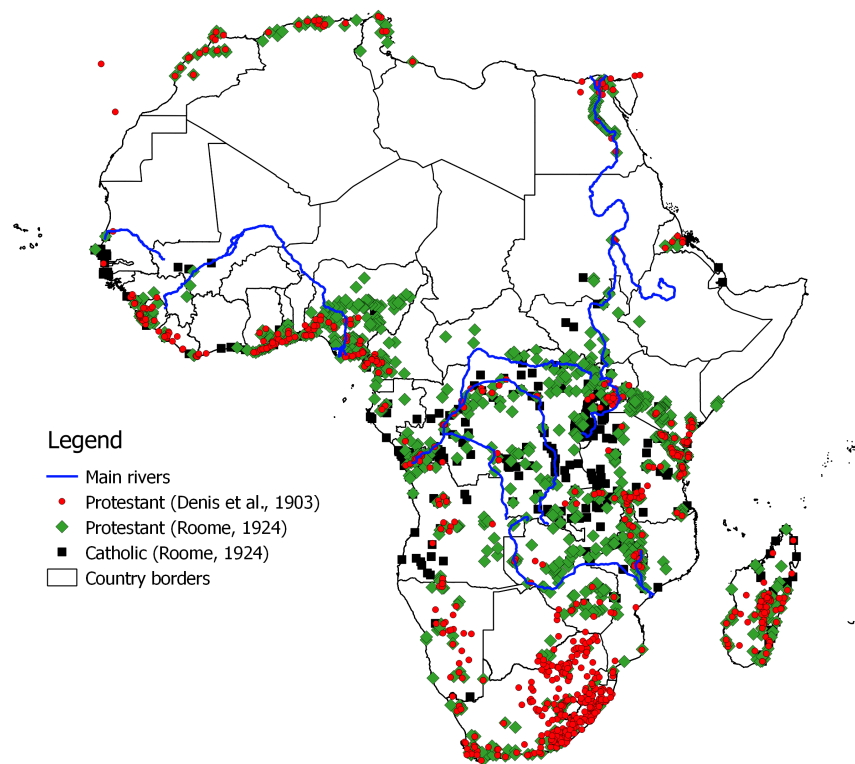 Legend
Main rivers
Protestant (Denis et al., 1903)
Protestant (Roome, 1924)
Catholic (Roome, 1924)
Country borders